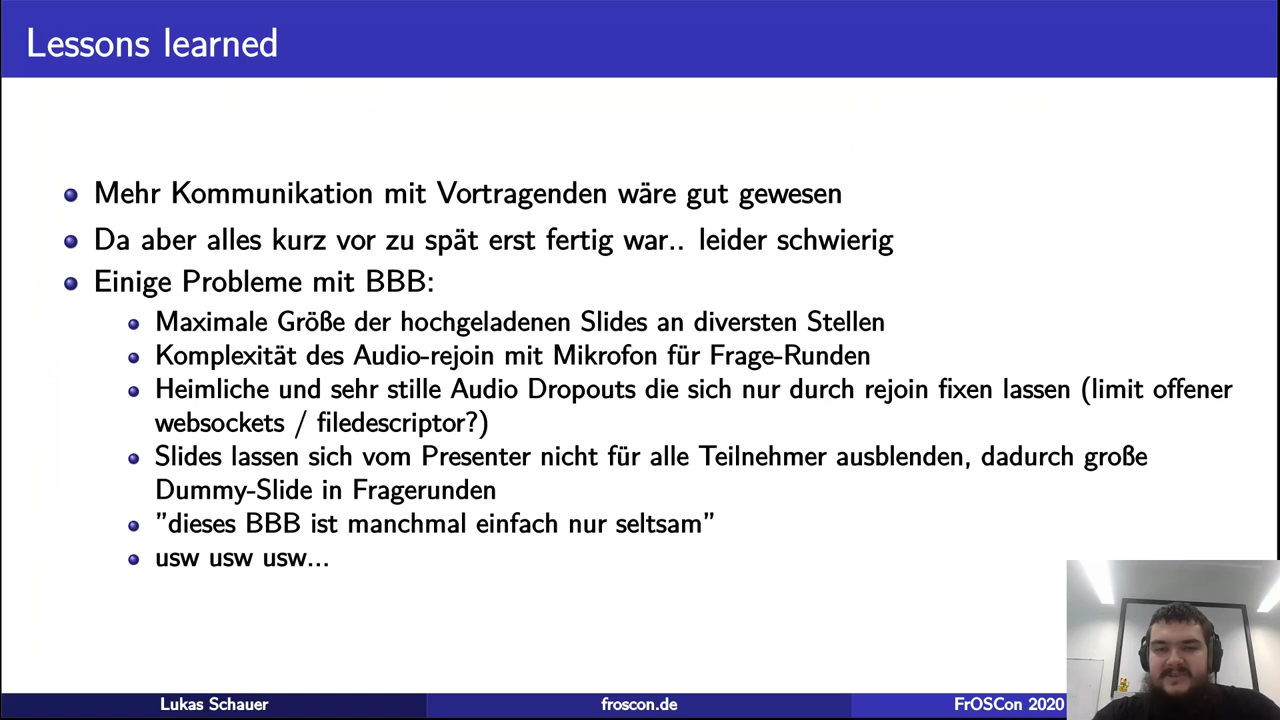 Lessons learned
Mehr Kommunikation mit Vortragenden wäre gut gewesen
Da aber alles kurz vor zu spät erst fertig war.. leider schwierig
Einige Probleme mit BBB:
Maximale Größe der hochgeladenen Slides an diversten Stellen
Komplexität des Audio-rejoin mit Mikrofon für Frage-Runden
Heimliche und sehr stille Audio Dropouts die sich nur durch rejoin fixen lassen (limit offener
websockets / filedescriptor?)
Slides lassen sich vom Presenter nicht für alle Teilnehmer ausblenden, dadurch große
Dummy-Slide in Fragerunden
"dieses BBB ist manchmal einfach nur seltsam"
usw usw usw...
Lukas Schauer
froscon.de
FrOSCon 2020